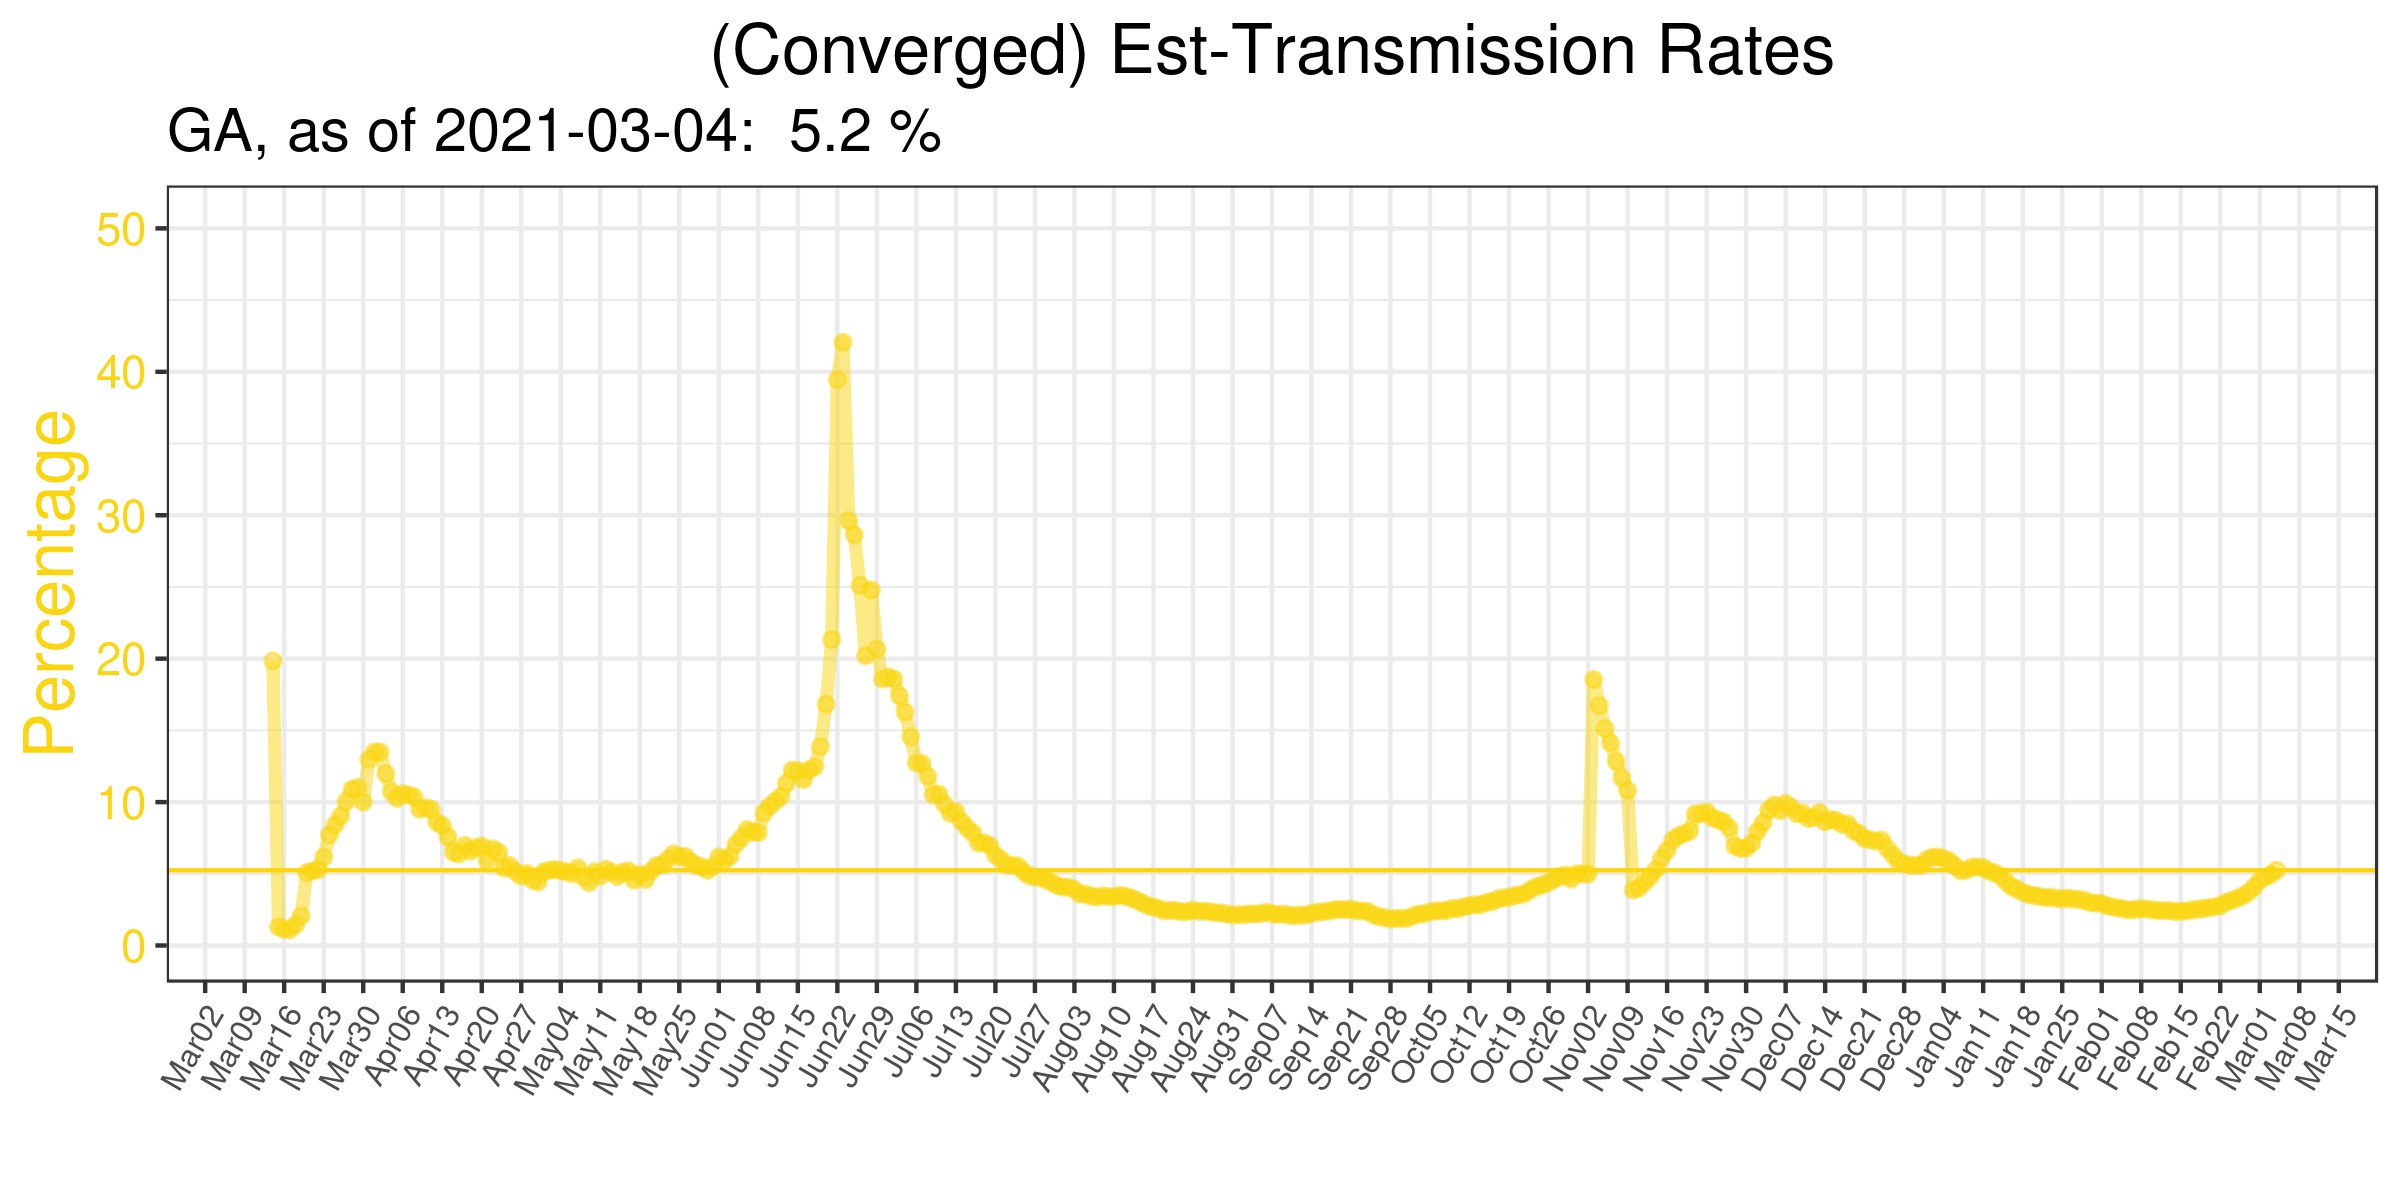 (Converged) Est-Transmission Rates
GA, as of 2021-03-04:  5.2 %
Percentage
50
40
30
20
10
0
Mar02
Mar09
Mar16
Mar23
Mar30
Apr06
Apr13
Apr20
Apr27
May04
May11
May18
May25
Jun01
Jun08
Jun15
Jun22
Jun29
Jul06
Jul13
Jul20
Jul27
Aug03
Aug10
Aug17
Aug24
Aug31
Sep07
Sep14
Sep21
Sep28
Oct05
Oct12
Oct19
Oct26
Nov02
Nov09
Nov16
Nov23
Nov30
Dec07
Dec14
Dec21
Dec28
Jan04
Jan11
Jan18
Jan25
Feb01
Feb08
Feb15
Feb22
Mar01
Mar08
Mar15